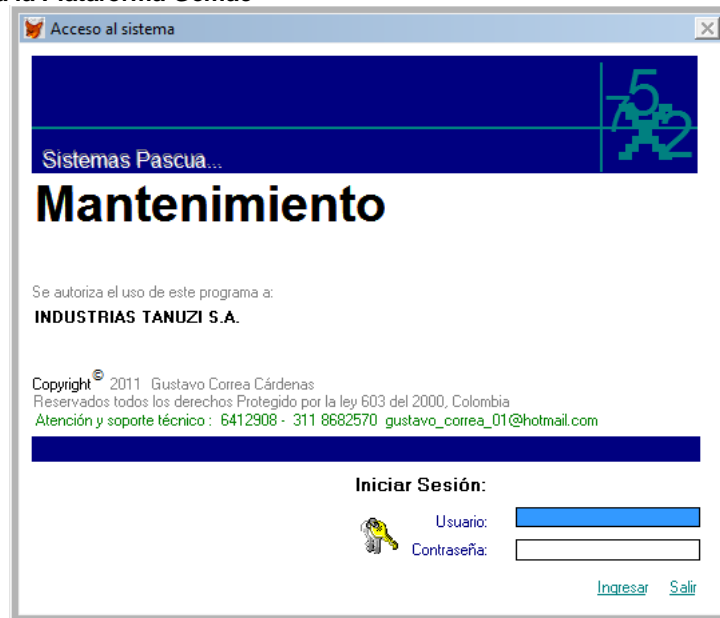 Plataforma
Acceso al sistema
752
Sistemas Pascua...
Mantenimiento
Se autoriza el uso de este programa a:
INDUSTRIAS TANUZI S.A.
Copyright © 2011 Gustavo Correa Cárdenas
Reservados todos los derechos Protegido por la ley 603 del 2000, Colombia
Atención y soporte técnico : 6412908 - 311 8682570 gustavo_correa_01@hotmail.com
Iniciar Sesión:
Usuario:
Contraseña:
Ingresar Salir